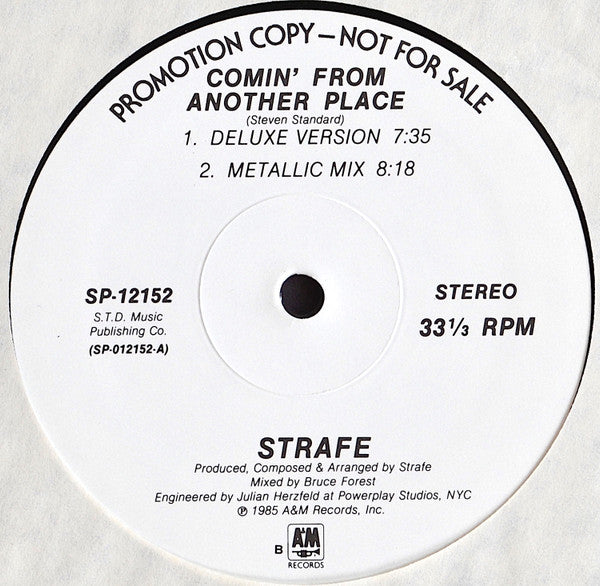 PROMOTION COPY—NOT FOR SALE
COMIN' FROM
ANOTHER PLACE
(Steven Standard)
1. DELUXE VERSION 7:35
2. METALLIC MIX 8:18
SP-12152
S.T.D. Music
Publishing Co.
(SP-012152-A)
STEREO
33 1/3 RPM
STRAFE
Produced, Composed & Arranged by Strafe
Mixed by Bruce Forest
Engineered by Julian Herzfeld at Powerplay Studios, NYC
℗ 1985 A&M Records, Inc.
B
A&M
RECORDS